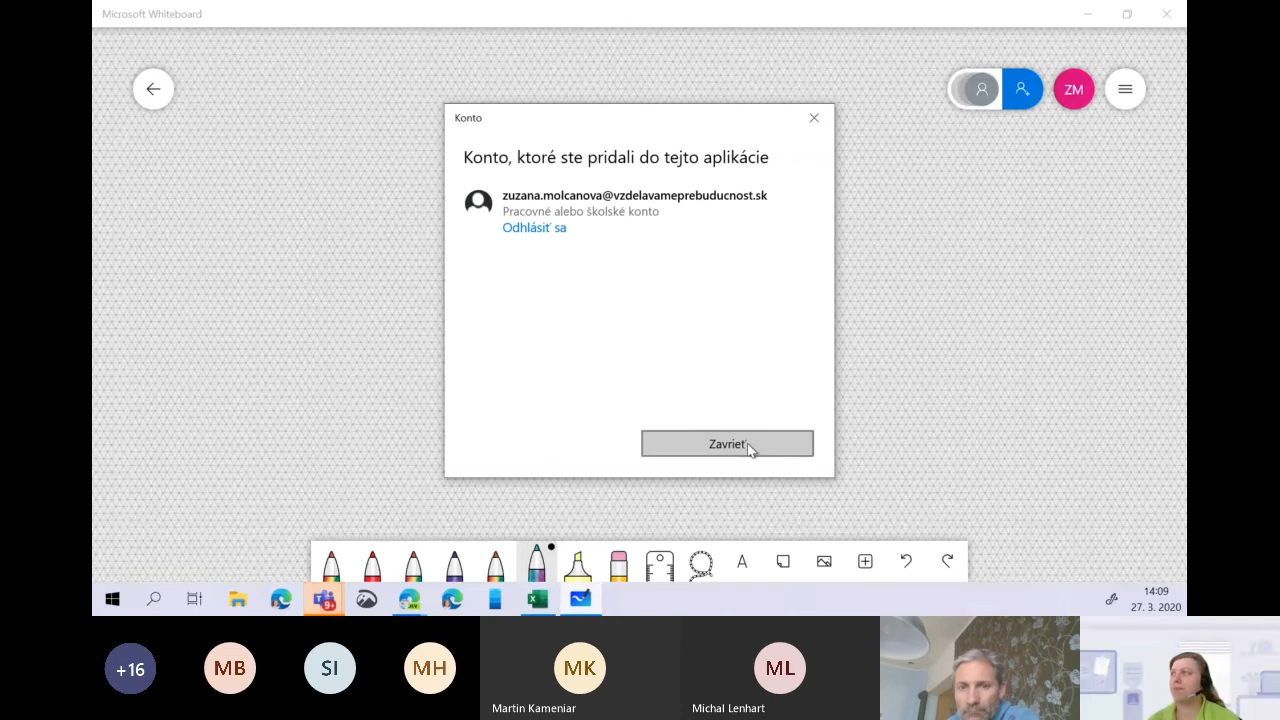 Microsoft Whiteboard
ZM
Konto
Konto, ktoré ste pridali do tejto aplikácie
zuzana.molcanova@vzdelavameprebuducnost.sk
Pracovné alebo školské konto
Odhlásiť sa
Zavrieť
A
9+
14:09
27. 3. 2020
+16
MB
SI
MH
MK
ML
Martin Kameniar
Michal Lenhart